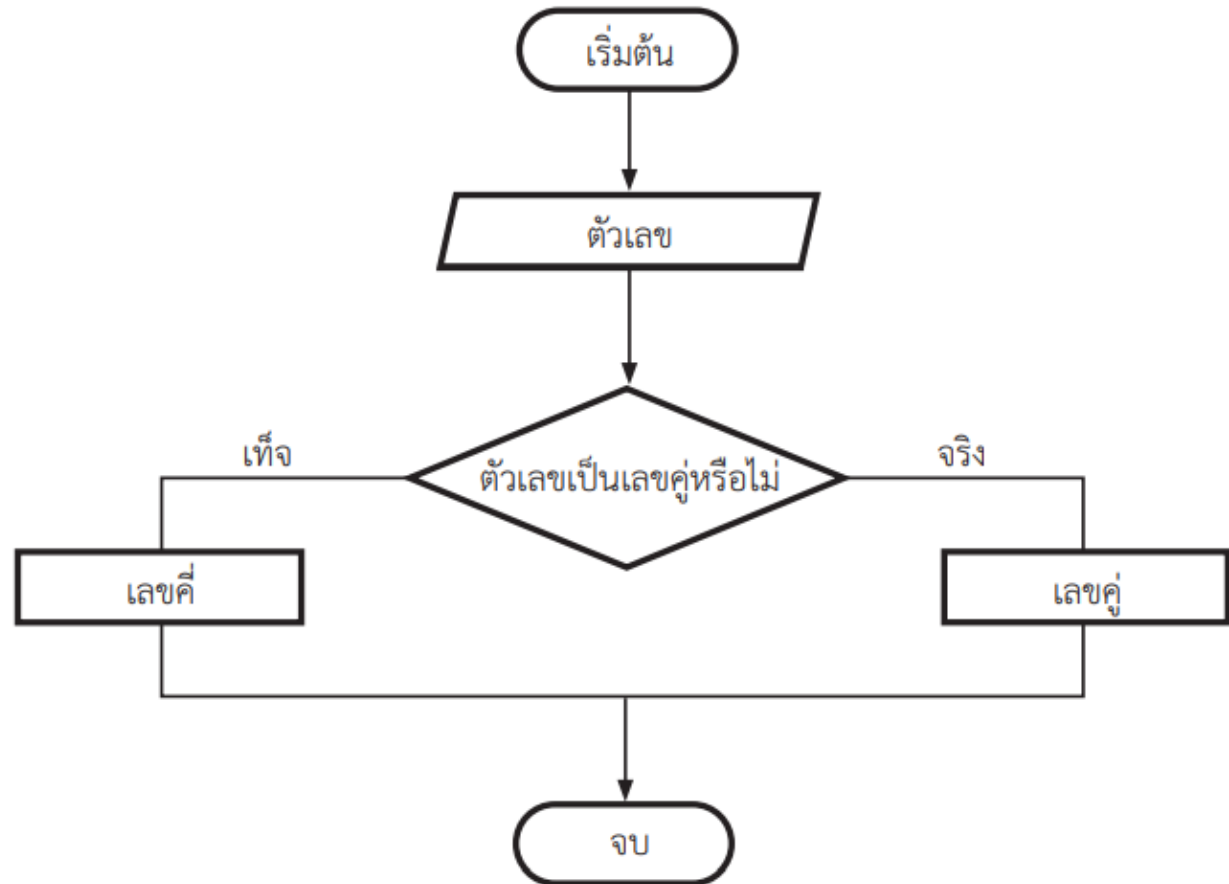 เริ่มต้น
ตัวเลข
เท็จ
ตัวเลขเป็นเลขคู่หรือไม่
จริง
เลขคี่
เลขคู่
จบ